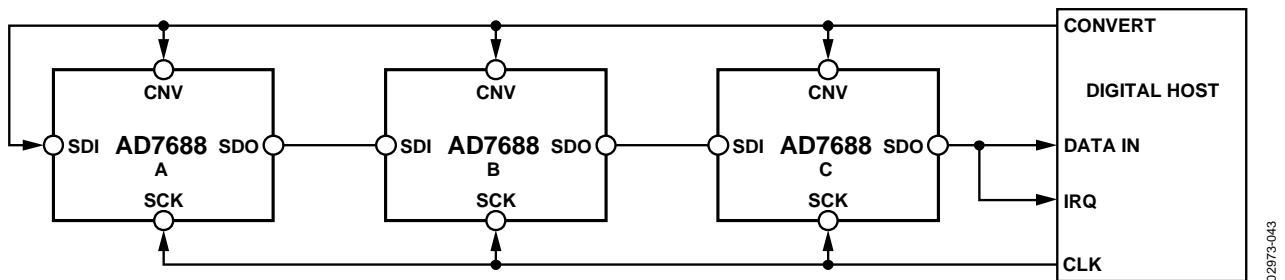 CONVERT
CNV
CNV
CNV
DIGITAL HOST
SDI AD7688 SDO
A
SDI AD7688 SDO
B
SDI AD7688 SDO
C
DATA IN
SCK
SCK
SCK
IRQ
CLK
02973-043